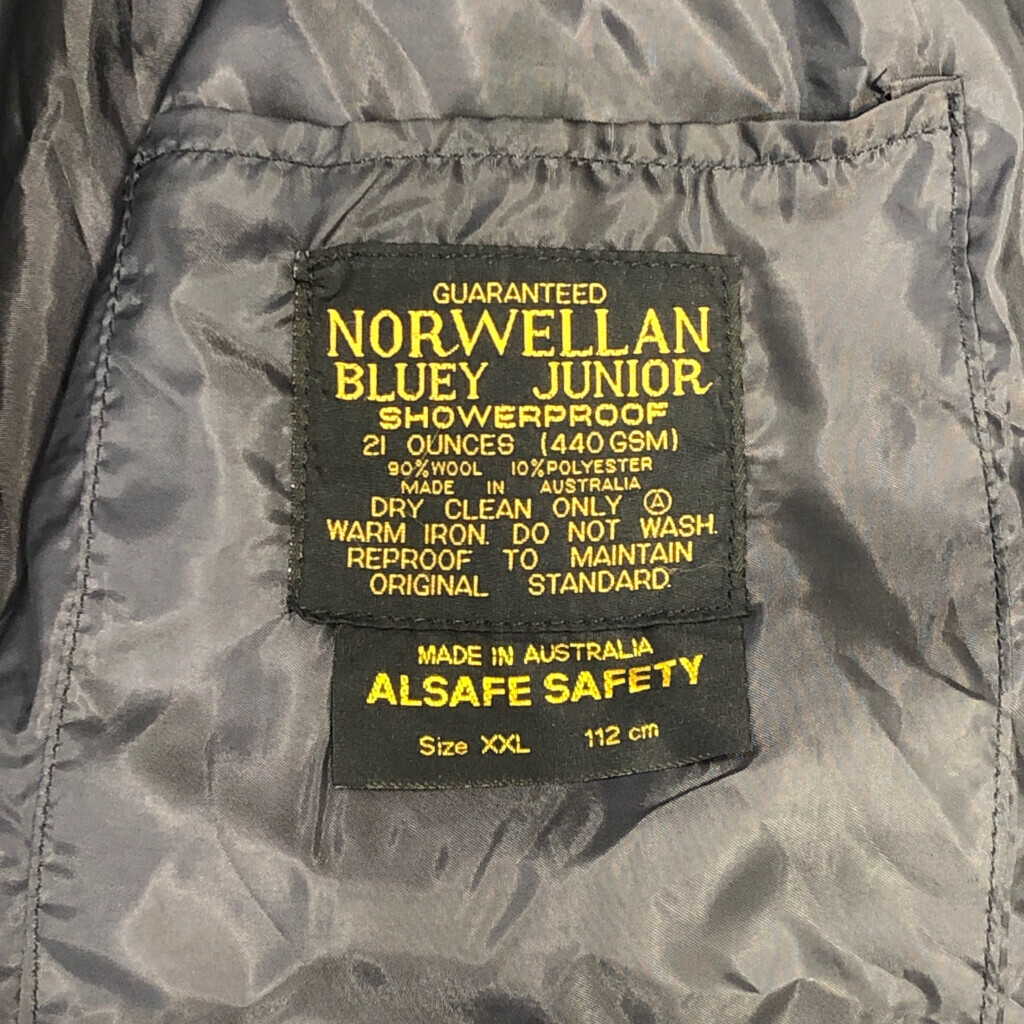 GUARANTEED
NORWELLAN
BLUEY JUNIOR
SHOWERPROOF
21 OUNCES (440 GSM)
90% WOOL 10% POLYESTER
MADE IN AUSTRALIA
DRY CLEAN ONLY Ⓐ
WARM IRON. DO NOT WASH.
REPROOF TO MAINTAIN
ORIGINAL STANDARD.
MADE IN AUSTRALIA
ALSAFE SAFETY
Size XXL 112 cm